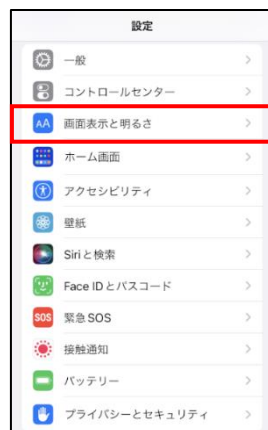 設定
一般
コントロールセンター
AA 画面表示と明るさ
ホーム画面
アクセシビリティ
壁紙
Siriと検索
Face IDとパスコード
SOS 緊急SOS
接触通知
バッテリー
プライバシーとセキュリティ